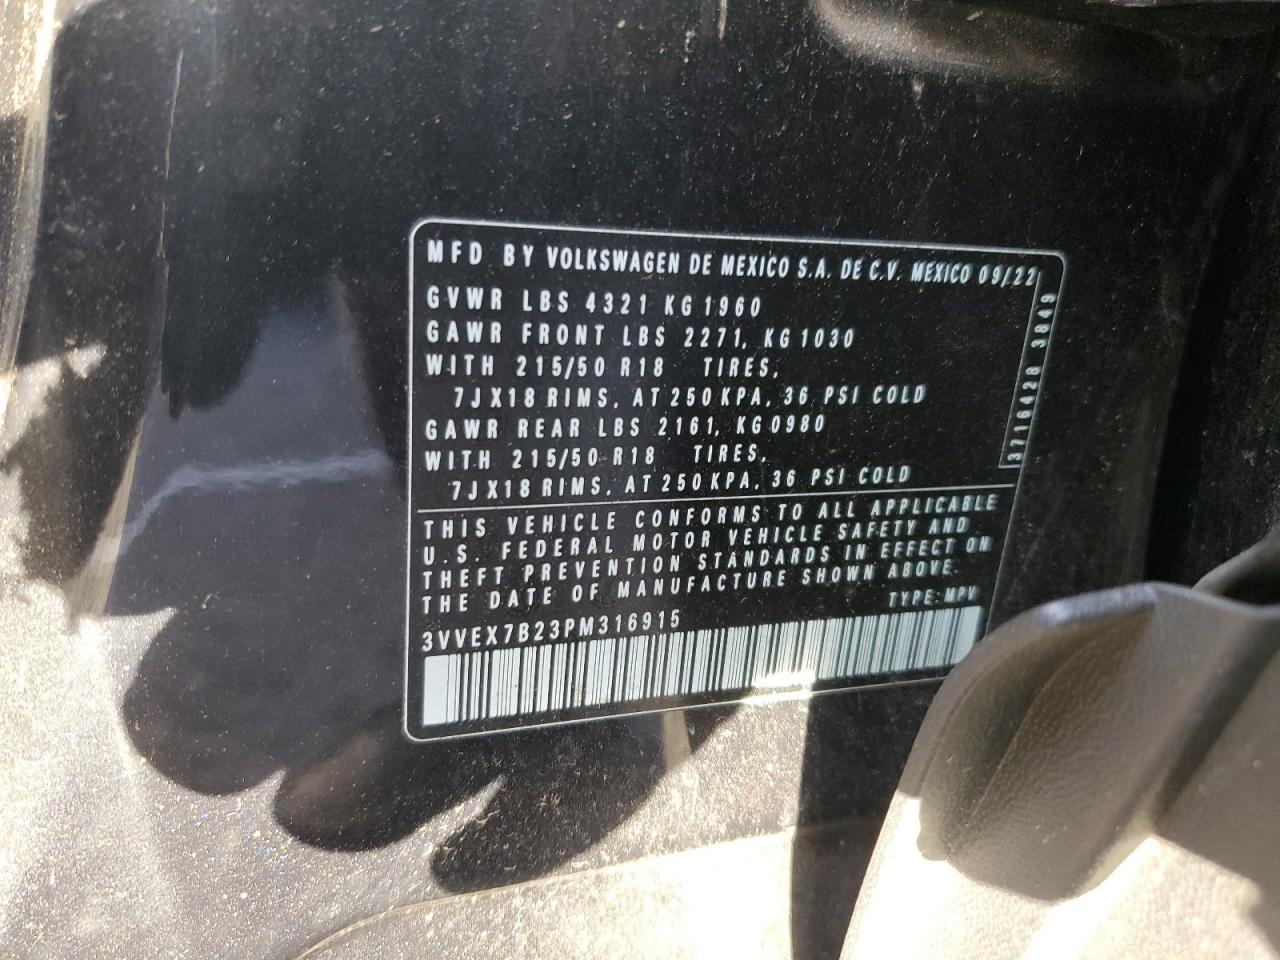 MFD BY VOLKSWAGEN DE MEXICO S.A. DE C.V. MEXICO 09/22
GVWR LBS 4321 KG 1960
GAWR FRONT LBS 2271, KG 1030
WITH 215/50 R18 TIRES,
7JX18 RIMS, AT 250 KPA, 36 PSI COLD
GAWR REAR LBS 2161, KG 0980
WITH 215/50 R18 TIRES,
7JX18 RIMS, AT 250 KPA, 36 PSI COLD
3716428 3849
THIS VEHICLE CONFORMS TO ALL APPLICABLE
U.S. FEDERAL MOTOR VEHICLE SAFETY AND
THEFT PREVENTION STANDARDS IN EFFECT ON
THE DATE OF MANUFACTURE SHOWN ABOVE.
3VVEX7B23PM316915 TYPE: MPV